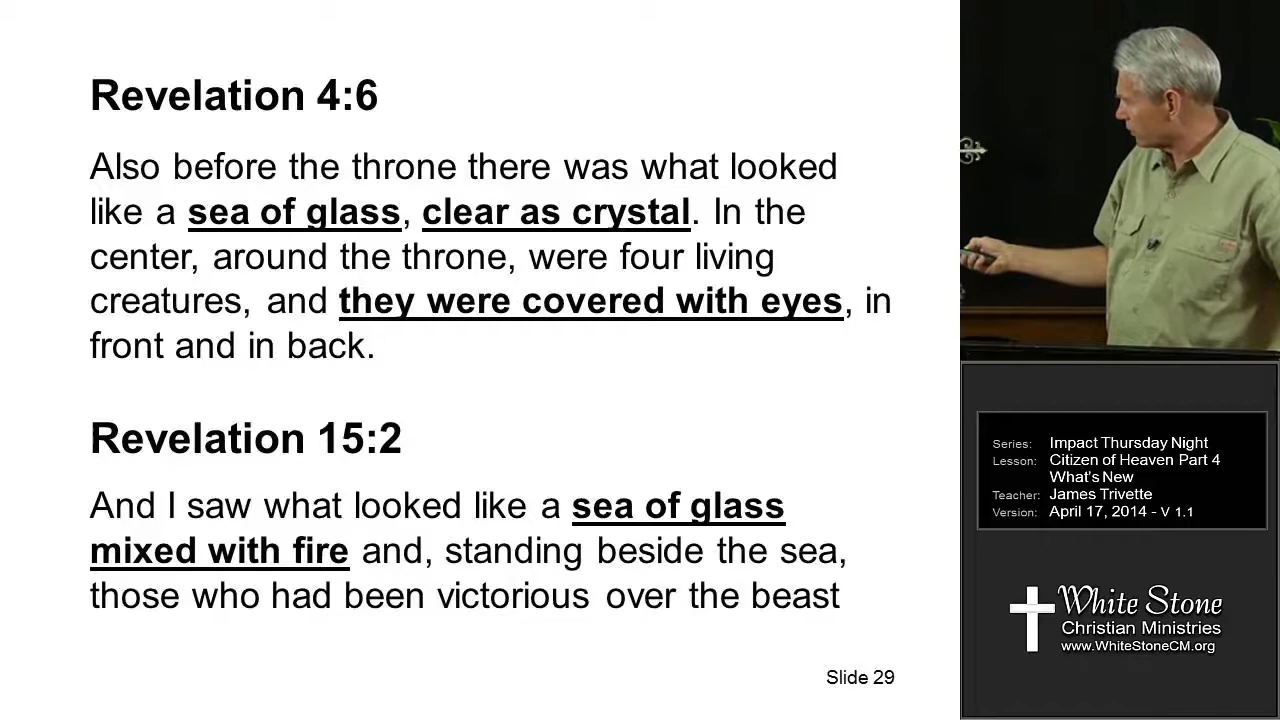 Revelation 4:6
Also before the throne there was what looked
like a sea of glass, clear as crystal. In the
center, around the throne, were four living
creatures, and they were covered with eyes, in
front and in back.
Revelation 15:2
And I saw what looked like a sea of glass
mixed with fire and, standing beside the sea,
those who had been victorious over the beast
Slide 29
Series: Impact Thursday Night
Lesson: Citizen of Heaven Part 4
What's New
Teacher: James Trivette
Version: April 17, 2014 - V 1.1
White Stone
Christian Ministries
www.WhiteStoneCM.org